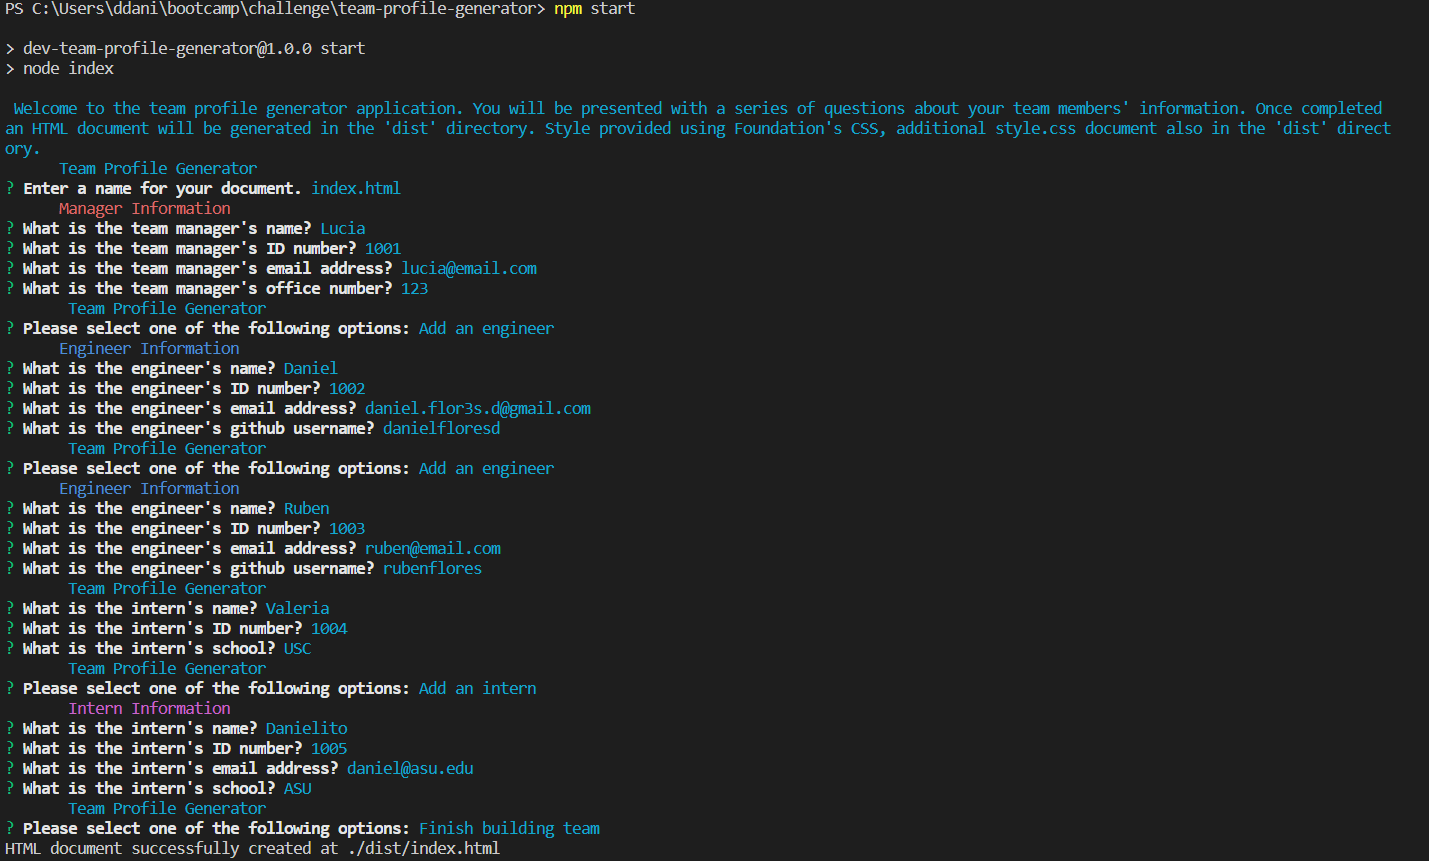 PS C:\Users\ddani\bootcamp\challenge\team-profile-generator> npm start
> dev-team-profile-generator@1.0.0 start
> node index
Welcome to the team profile generator application. You will be presented with a series of questions about your team members' information. Once completed
an HTML document will be generated in the 'dist' directory. Style provided using Foundation's CSS, additional style.css document also in the 'dist' direct
ory.
Team Profile Generator
? Enter a name for your document. index.html
Manager Information
? What is the team manager's name? Lucia
? What is the team manager's ID number? 1001
? What is the team manager's email address? lucia@email.com
? What is the team manager's office number? 123
Team Profile Generator
? Please select one of the following options: Add an engineer
Engineer Information
? What is the engineer's name? Daniel
? What is the engineer's ID number? 1002
? What is the engineer's email address? daniel.flor3s.d@gmail.com
? What is the engineer's github username? danielfloresd
Team Profile Generator
? Please select one of the following options: Add an engineer
Engineer Information
? What is the engineer's name? Ruben
? What is the engineer's ID number? 1003
? What is the engineer's email address? ruben@email.com
? What is the engineer's github username? rubenflores
Team Profile Generator
? What is the intern's name? Valeria
? What is the intern's ID number? 1004
? What is the intern's school? USC
Team Profile Generator
? Please select one of the following options: Add an intern
Intern Information
? What is the intern's name? Danielito
? What is the intern's ID number? 1005
? What is the intern's email address? daniel@asu.edu
? What is the intern's school? ASU
Team Profile Generator
? Please select one of the following options: Finish building team
HTML document successfully created at ./dist/index.html